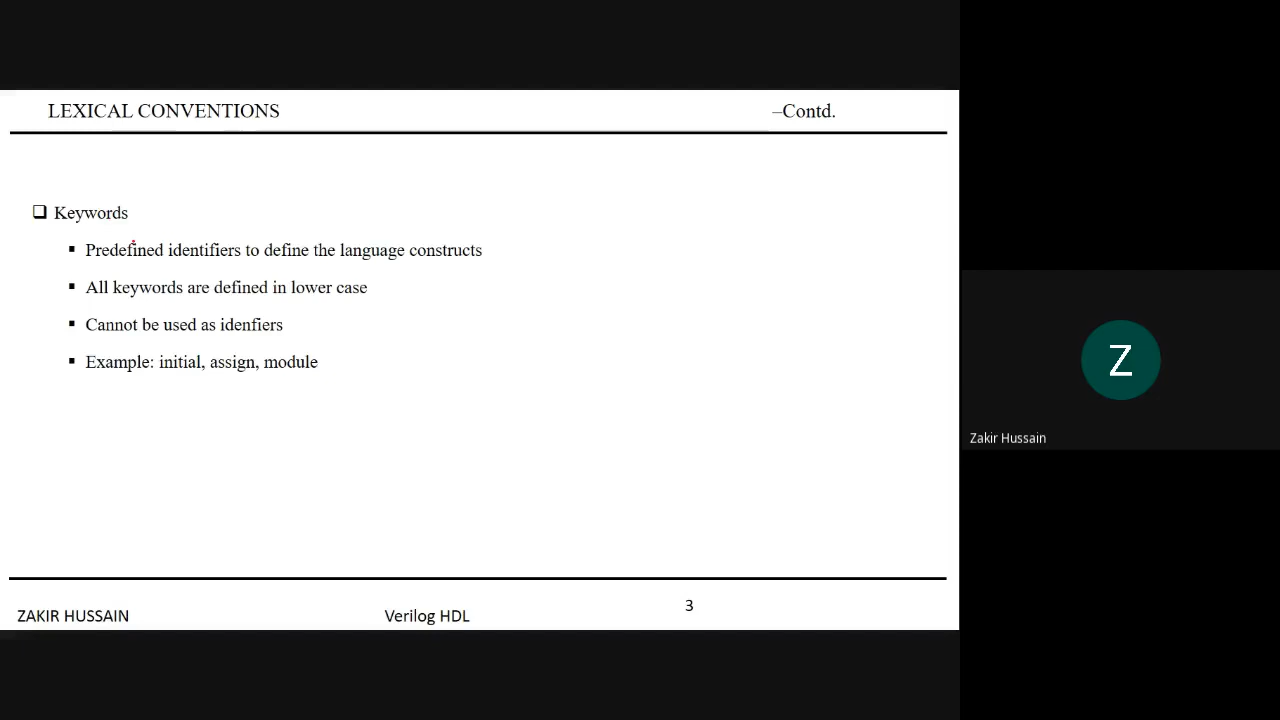 LEXICAL CONVENTIONS –Contd.
Keywords
Predefined identifiers to define the language constructs
All keywords are defined in lower case
Cannot be used as idenfiers
Example: initial, assign, module
Z
Zakir Hussain
ZAKIR HUSSAIN Verilog HDL 3